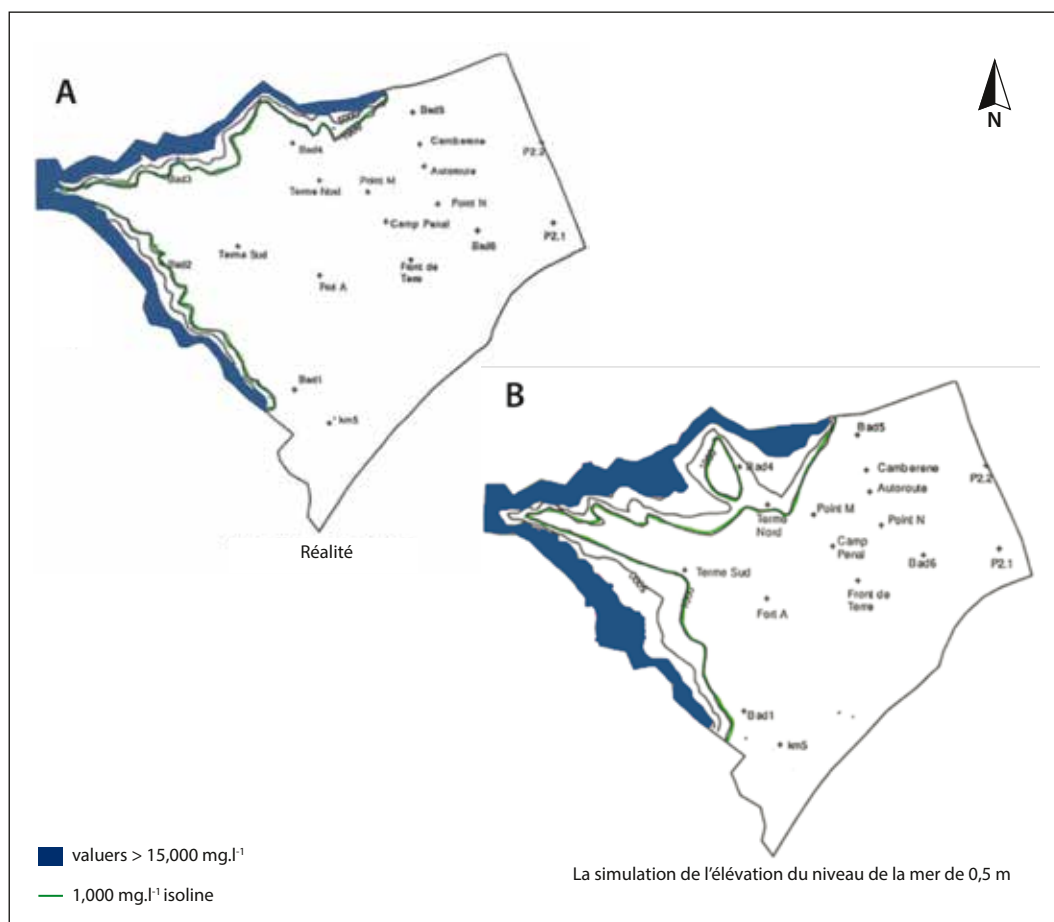 A
N
Bad5
Camberene
Bad4
P2.2
Autoroute
Bad3
Terme Nord
Point M
Point N
Camp Penal
P2.1
Bad6
Terme Sud
Bad2
Front de
Terre
Fort A
Bad1
km5
Réalité
B
Bad5
Bad4
Camberene
P2.2
Autoroute
Terme
Nord
Point M
Point N
Camp
Penal
Bad6
P2.1
Terme Sud
Front de
Terre
Fort A
Bad1
km5
valuers > 15,000 mg.l-1
1,000 mg.l-1 isoline
La simulation de l’élévation du niveau de la mer de 0,5 m